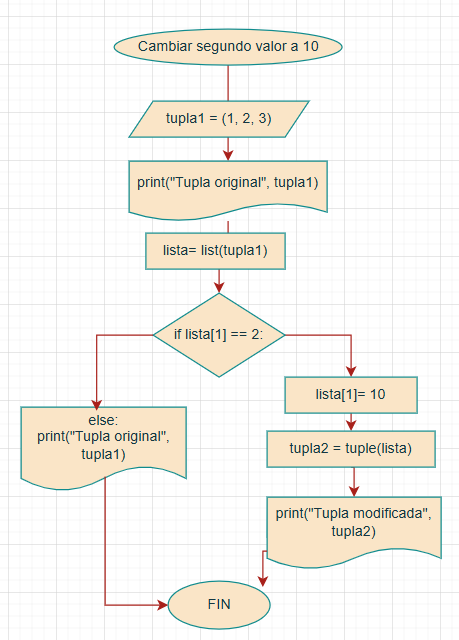 Cambiar segundo valor a 10
tupla1 = (1, 2, 3)
print("Tupla original", tupla1)
lista= list(tupla1)
if lista[1] == 2:
lista[1]= 10
else:
print("Tupla original",
tupla1)
tupla2 = tuple(lista)
print("Tupla modificada",
tupla2)
FIN